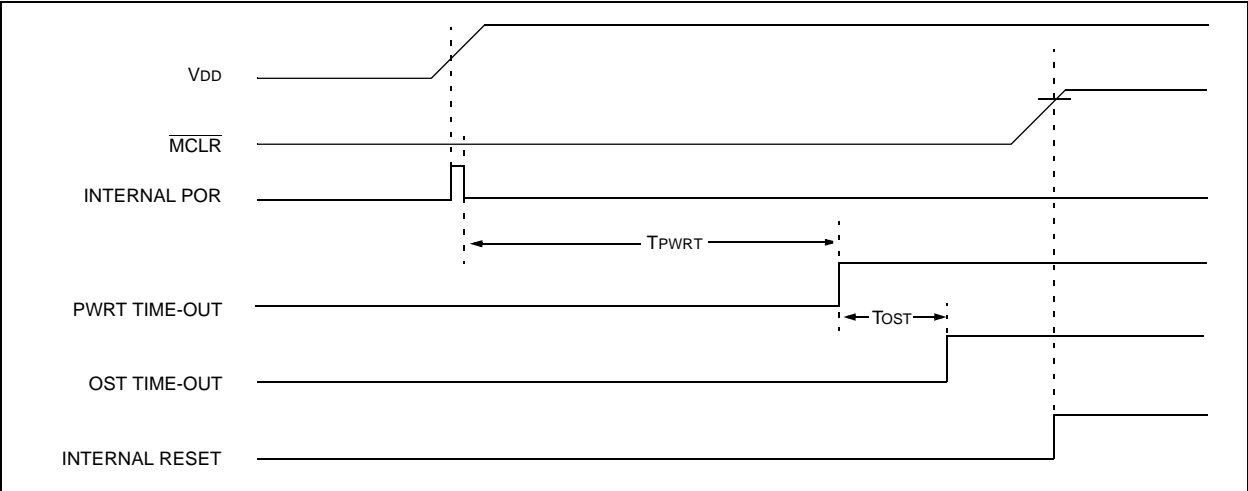 VDD
MCLR
INTERNAL POR
TPWRT
PWRT TIME-OUT
TOST
OST TIME-OUT
INTERNAL RESET